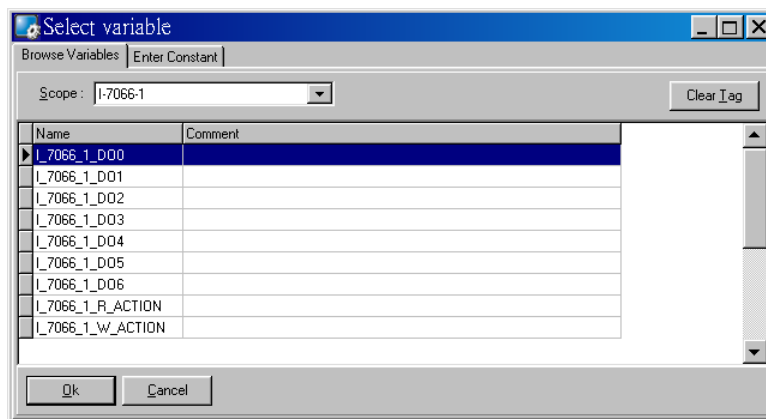 Select variable
Browse Variables Enter Constant
Scope : I-7066-1 Clear Tag
Name Comment
I_7066_1_DO0
I_7066_1_DO1
I_7066_1_DO2
I_7066_1_DO3
I_7066_1_DO4
I_7066_1_DO5
I_7066_1_DO6
I_7066_1_R_ACTION
I_7066_1_W_ACTION
Ok Cancel